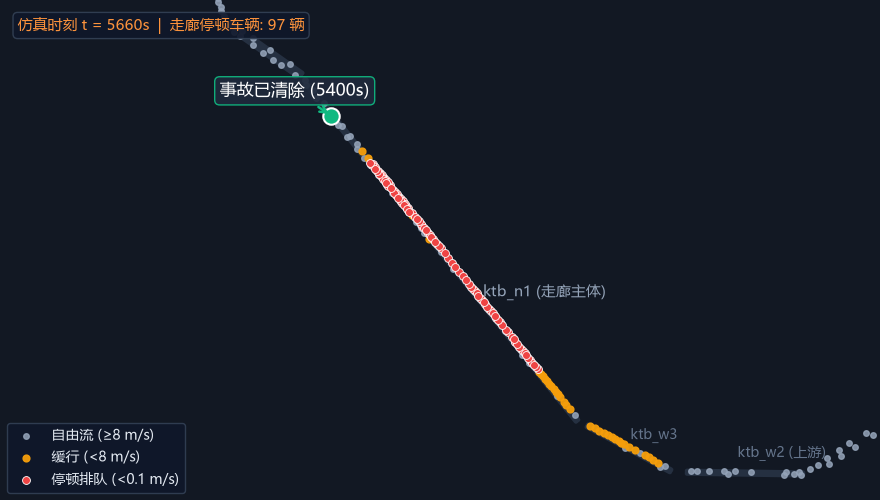 仿真时刻 t = 5660s | 走廊停顿车辆: 97 辆
事故已清除 (5400s)
ktb_n1 (走廊主体)
ktb_w3
ktb_w2 (上游)
自由流 (≥8 m/s)
缓行 (<8 m/s)
停顿排队 (<0.1 m/s)